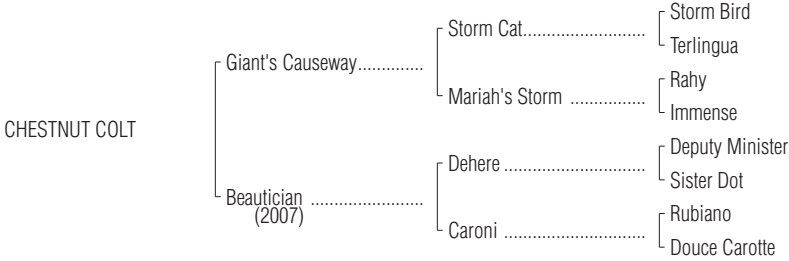 Storm Bird
Storm Cat..........................
Terlingua
Giant's Causeway..............
Rahy
Mariah's Storm ................
Immense
CHESTNUT COLT
Deputy Minister
Dehere ..............................
Sister Dot
Beautician ........................
(2007)
Rubiano
Caroni ..............................
Douce Carotte